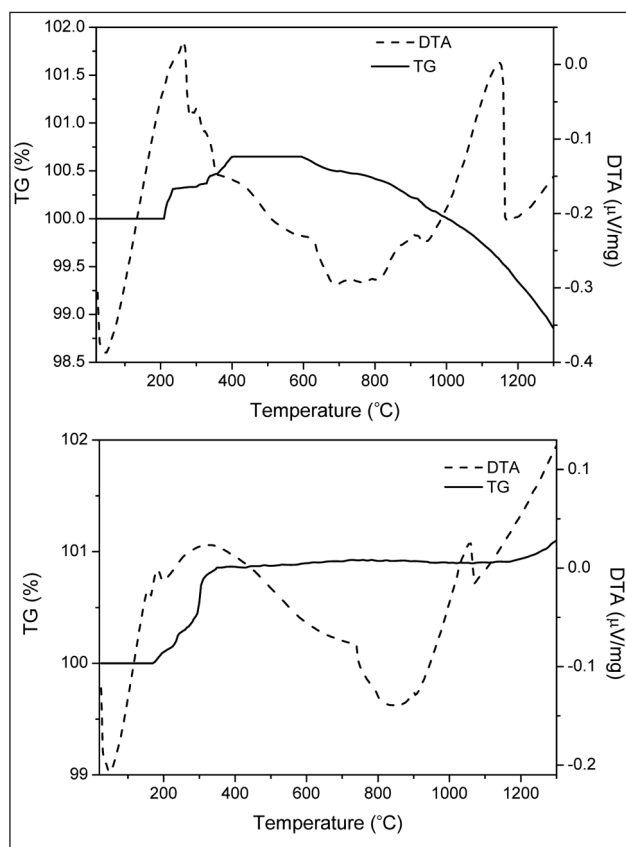 102.0
101.5
101.0
100.5
100.0
99.5
99.0
98.5
TG (%)
DTA
TG
0.0
-0.1
-0.2
-0.3
-0.4
DTA (µV/mg)
200 400 600 800 1000 1200
Temperature (°C)
102
101
100
99
TG (%)
DTA
TG
0.1
0.0
-0.1
-0.2
DTA (µV/mg)
200 400 600 800 1000 1200
Temperature (°C)